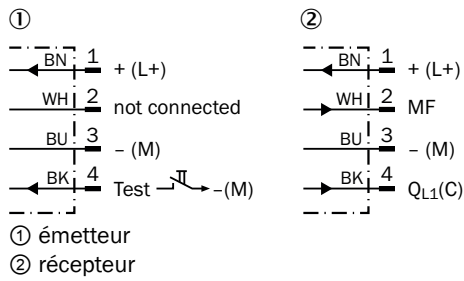 ① ②
BN 1 + (L+) BN 1 + (L+)
WH 2 not connected WH 2 MF
BU 3 – (M) BU 3 – (M)
BK 4 Test –(M) BK 4 QL1(C)
① émetteur
② récepteur